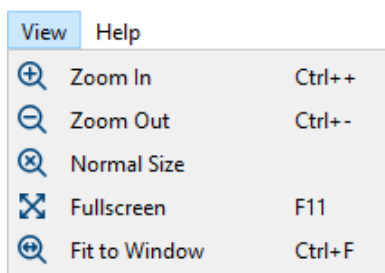 View Help
Zoom In Ctrl++
Zoom Out Ctrl+-
Normal Size
Fullscreen F11
Fit to Window Ctrl+F